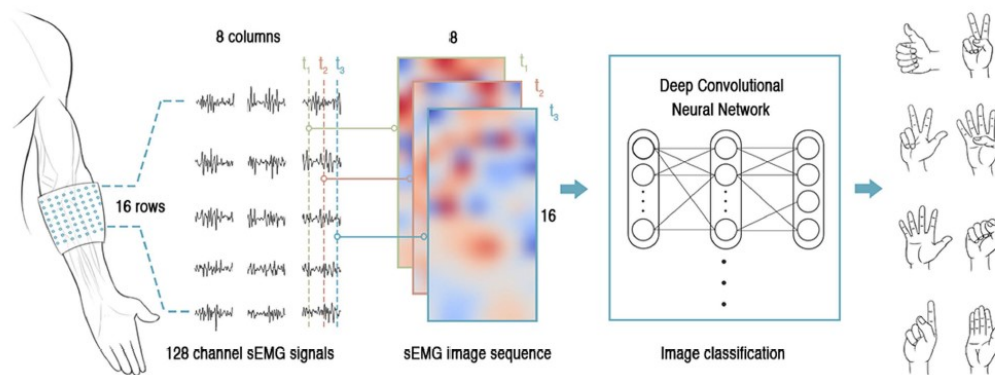 8 columns
8
t1
t2
t3
t1
t2
t3
16 rows
16
Deep Convolutional
Neural Network
128 channel sEMG signals
sEMG image sequence
Image classification